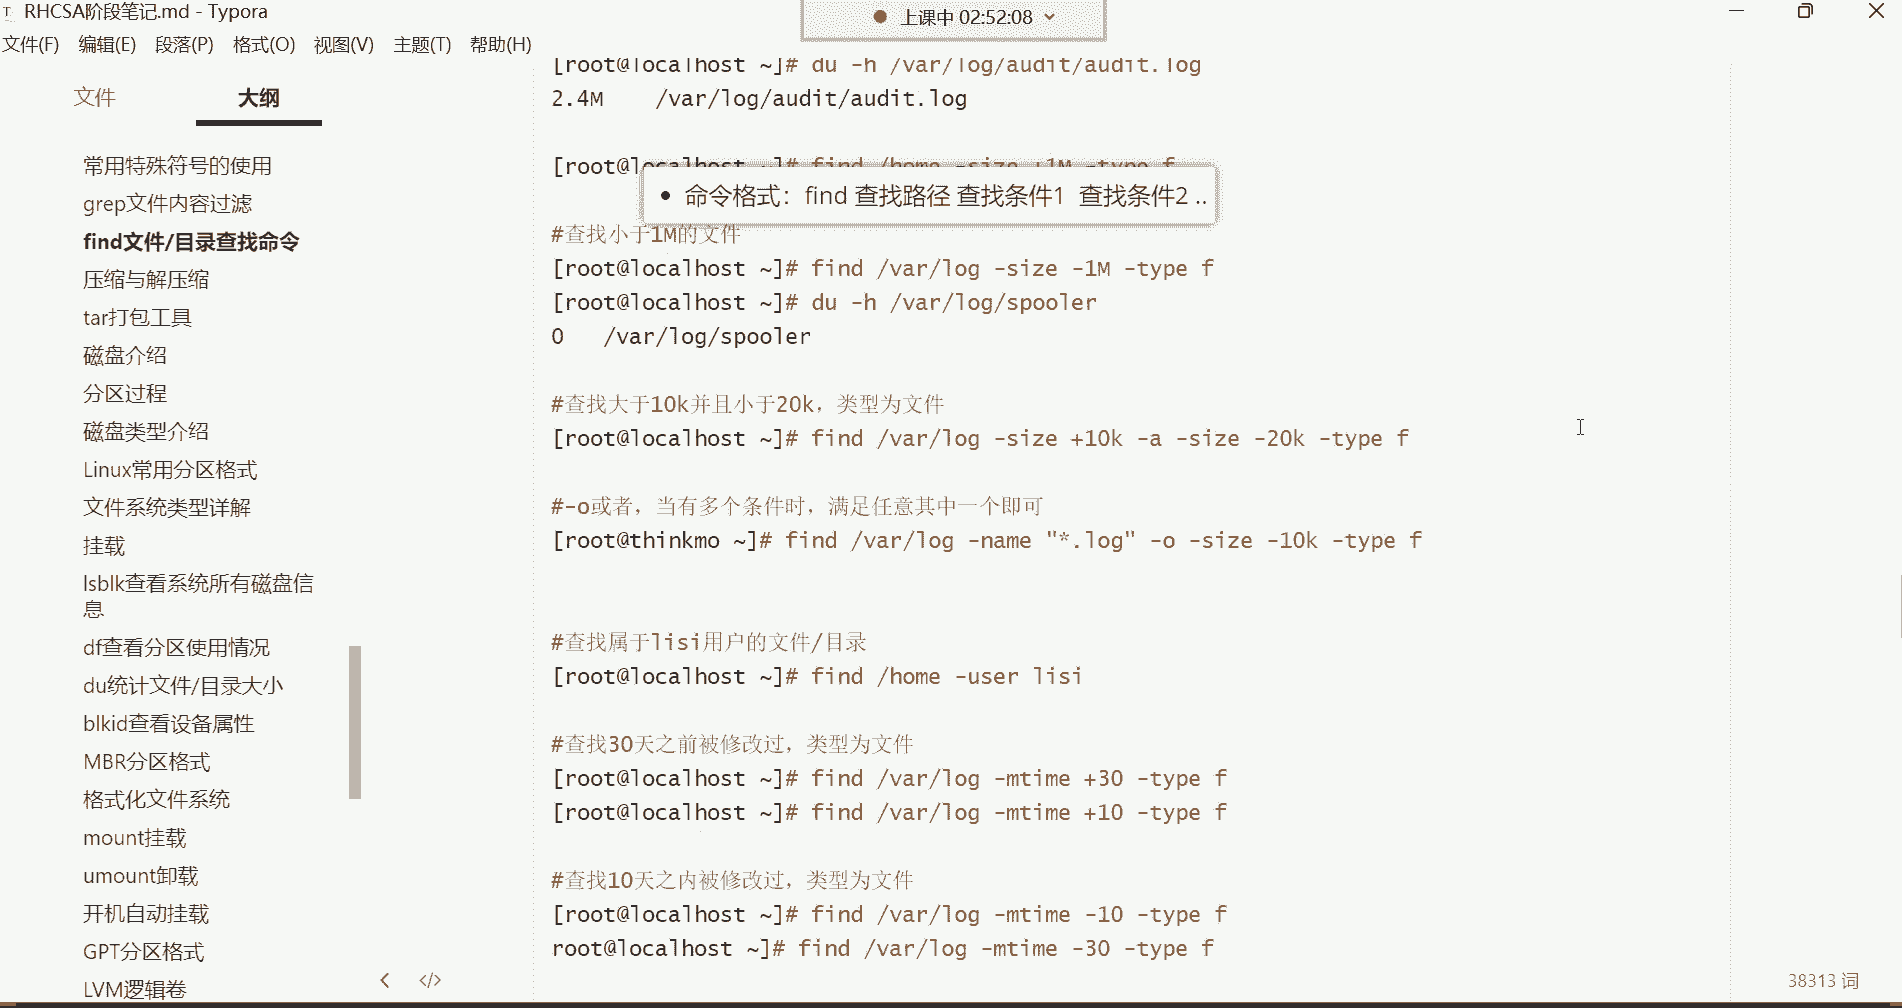 RHCSA阶段笔记.md - Typora
上课中 02:52:08
文件(F) 编辑(E) 段落(P) 格式(O) 视图(V) 主题(T) 帮助(H)
文件 大纲
常用特殊符号的使用
grep文件内容过滤
find文件/目录查找命令
压缩与解压缩
tar打包工具
磁盘介绍
分区过程
磁盘类型介绍
Linux常用分区格式
文件系统类型详解
挂载
lsblk查看系统所有磁盘信
息
df查看分区使用情况
du统计文件/目录大小
blkid查看设备属性
MBR分区格式
格式化文件系统
mount挂载
umount卸载
开机自动挂载
GPT分区格式
LVM逻辑卷
[root@localhost ~]# du -h /var/log/audit/audit.log
2.4M    /var/log/audit/audit.log
[root@localhost ~]# find /home -size +1M -type f
• 命令格式：find 查找路径 查找条件1  查找条件2 ..
#查找小于1M的文件
[root@localhost ~]# find /var/log -size -1M -type f
[root@localhost ~]# du -h /var/log/spooler
0   /var/log/spooler
#查找大于10k并且小于20k，类型为文件
[root@localhost ~]# find /var/log -size +10k -a -size -20k -type f
#-o或者，当有多个条件时，满足任意其中一个即可
[root@thinkmo ~]# find /var/log -name "*.log" -o -size -10k -type f
#查找属于lisi用户的文件/目录
[root@localhost ~]# find /home -user lisi
#查找30天之前被修改过，类型为文件
[root@localhost ~]# find /var/log -mtime +30 -type f
[root@localhost ~]# find /var/log -mtime +10 -type f
#查找10天之内被修改过，类型为文件
[root@localhost ~]# find /var/log -mtime -10 -type f
root@localhost ~]# find /var/log -mtime -30 -type f
38313 词